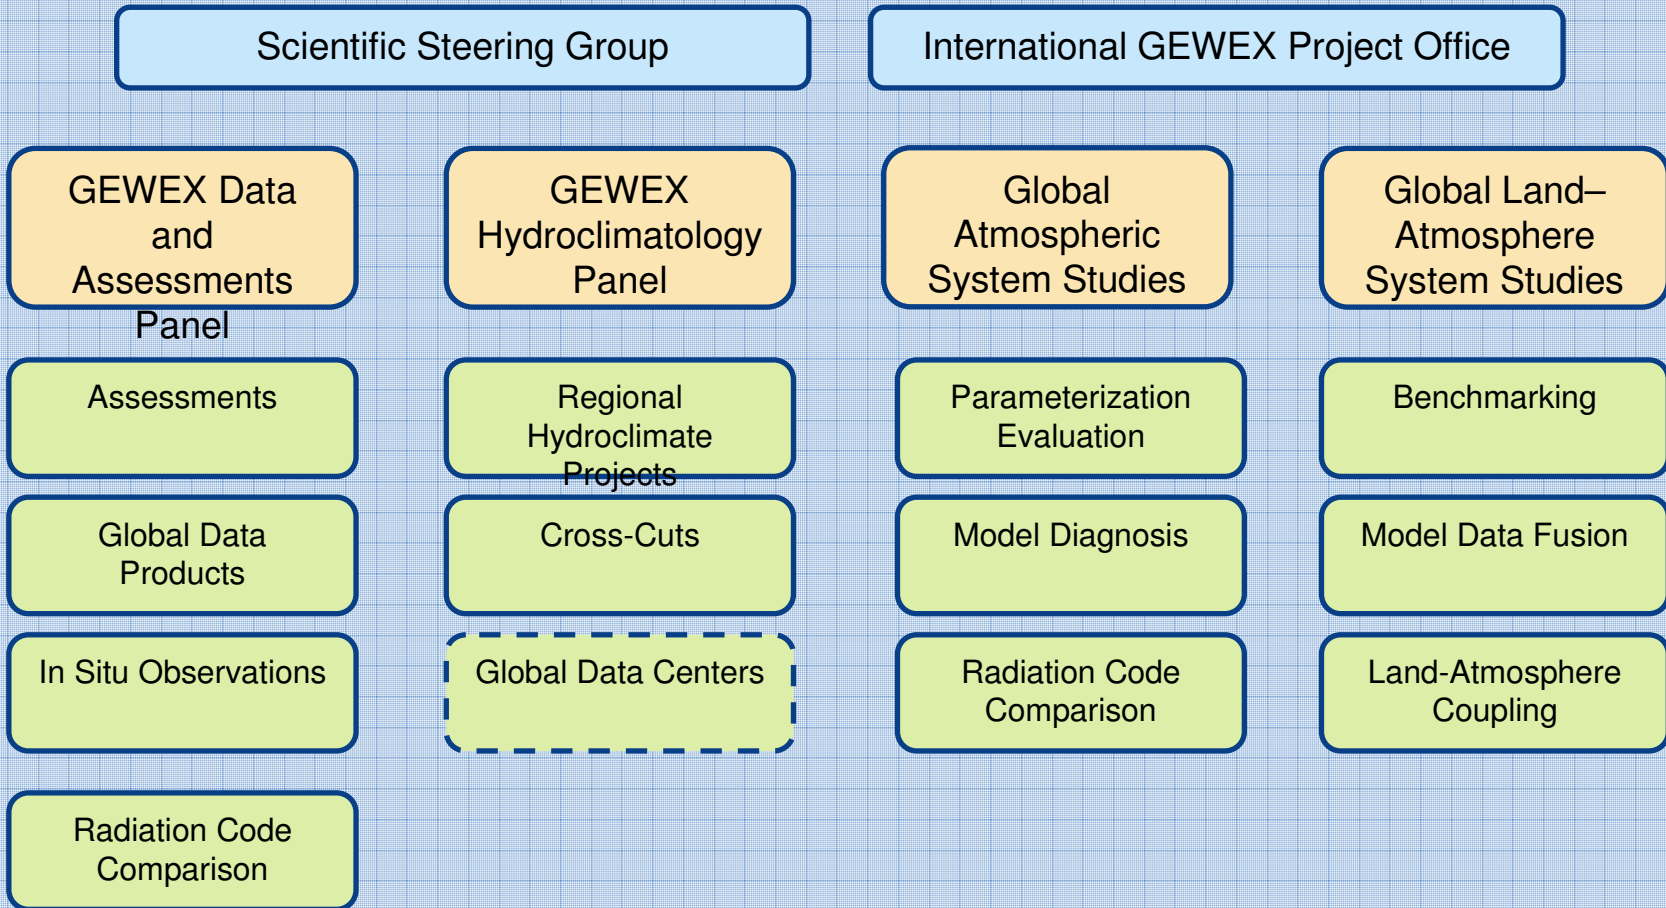 Scientific Steering Group
International GEWEX Project Office
GEWEX Data
and
Assessments
Panel
GEWEX
Hydroclimatology
Panel
Global
Atmospheric
System Studies
Global Land–
Atmosphere
System Studies
Assessments
Regional
Hydroclimate
Projects
Parameterization
Evaluation
Benchmarking
Global Data
Products
Cross-Cuts
Model Diagnosis
Model Data Fusion
In Situ Observations
Global Data Centers
Radiation Code
Comparison
Land-Atmosphere
Coupling
Radiation Code
Comparison